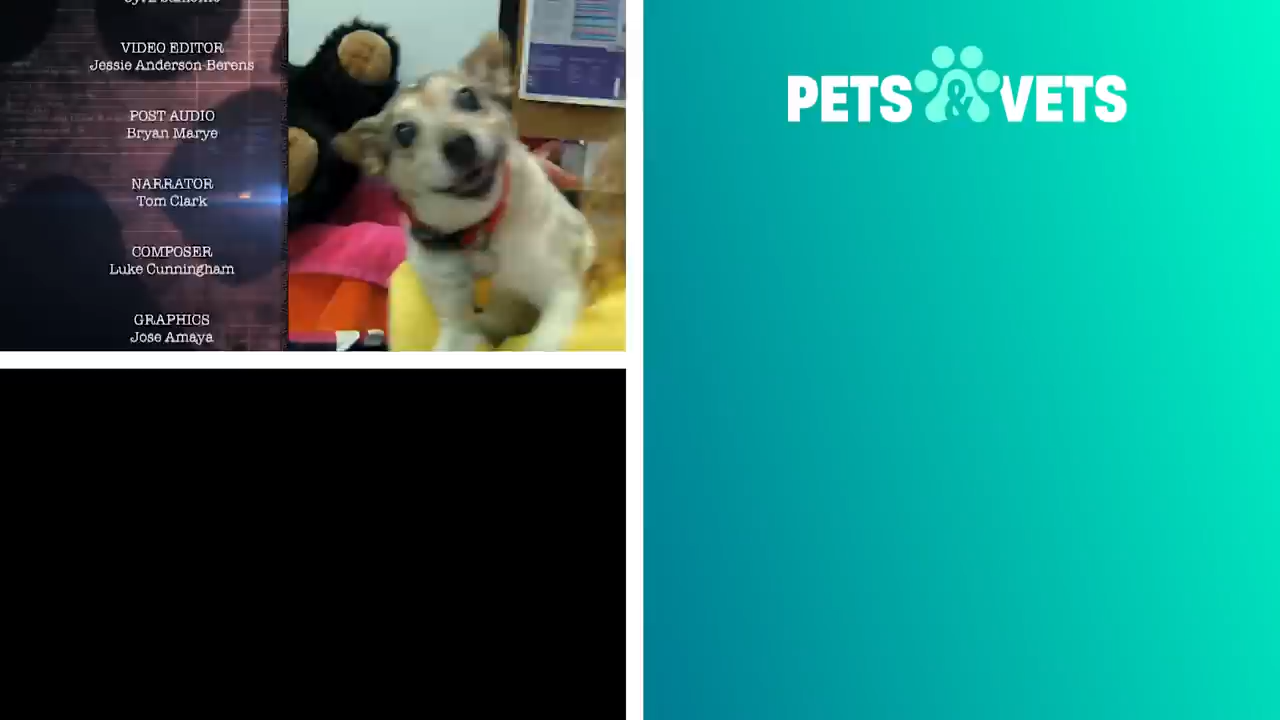 VIDEO EDITOR
Jessie Anderson-Berens
POST AUDIO
Bryan Marye
NARRATOR
Tom Clark
COMPOSER
Luke Cunningham
GRAPHICS
Jose Amaya
PETS & VETS